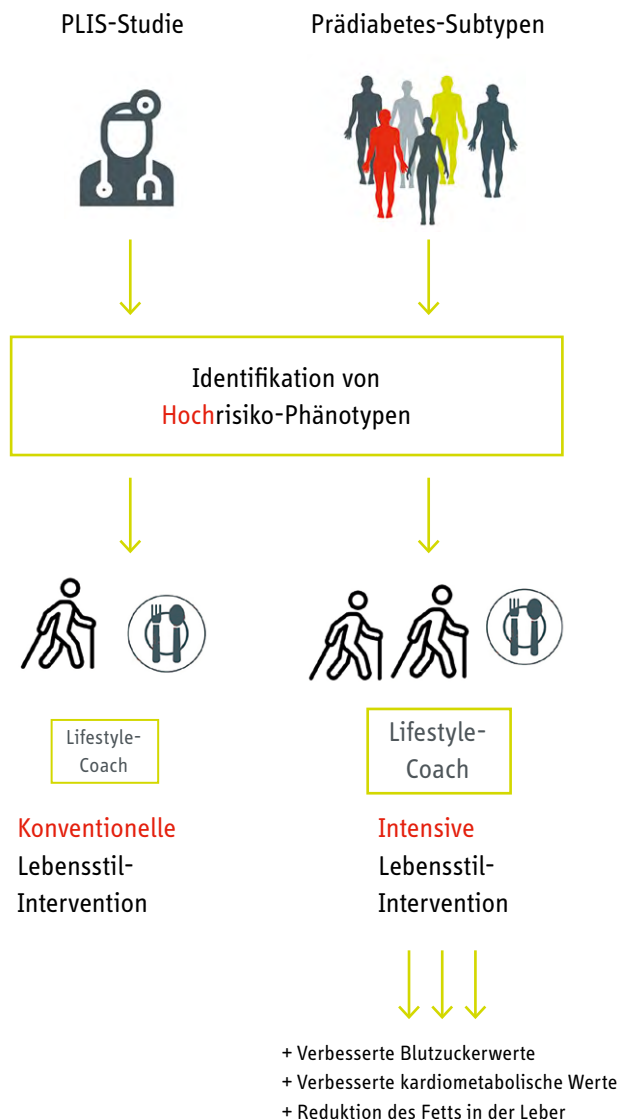 PLIS-Studie
Prädiabetes-Subtypen
Identifikation von
Hochrisiko-Phänotypen
Lifestyle-
Coach
Konventionelle
Lebensstil-
Intervention
Lifestyle-
Coach
Intensive
Lebensstil-
Intervention
+ Verbesserte Blutzuckerwerte
+ Verbesserte kardiometabolische Werte
+ Reduktion des Fetts in der Leber